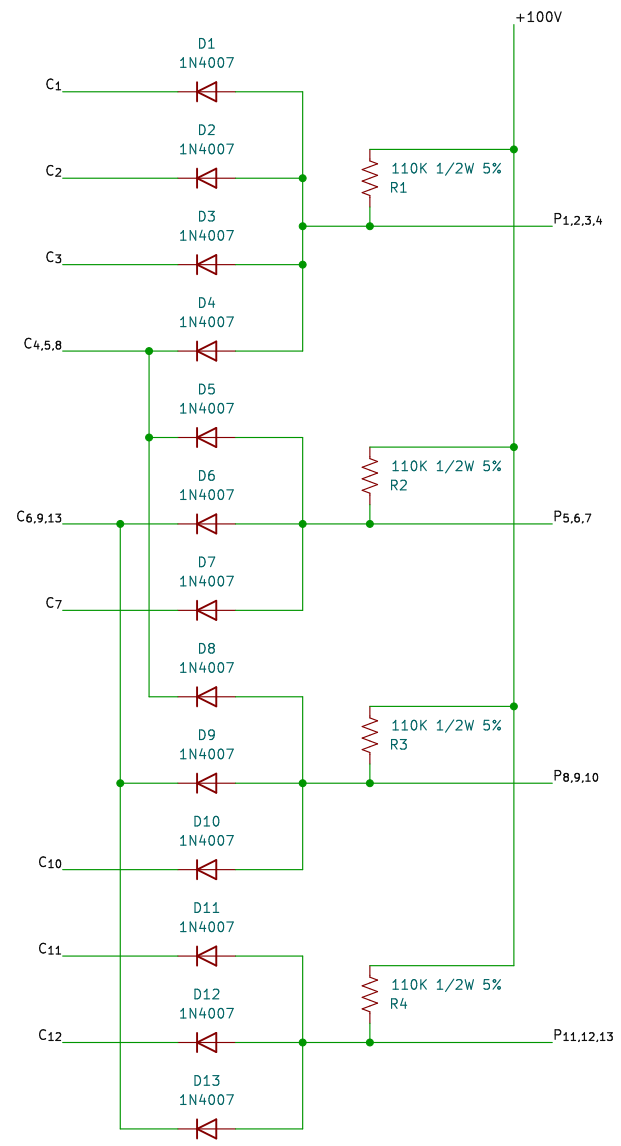 +100V
D1
1N4007
C1
D2
1N4007
C2
110K 1/2W 5%
R1
D3
1N4007
P1,2,3,4
C3
D4
1N4007
C4,5,8
D5
1N4007
110K 1/2W 5%
R2
D6
1N4007
C6,9,13
P5,6,7
D7
1N4007
C7
D8
1N4007
110K 1/2W 5%
R3
D9
1N4007
P8,9,10
D10
1N4007
C10
D11
1N4007
C11
110K 1/2W 5%
R4
D12
1N4007
C12
P11,12,13
D13
1N4007